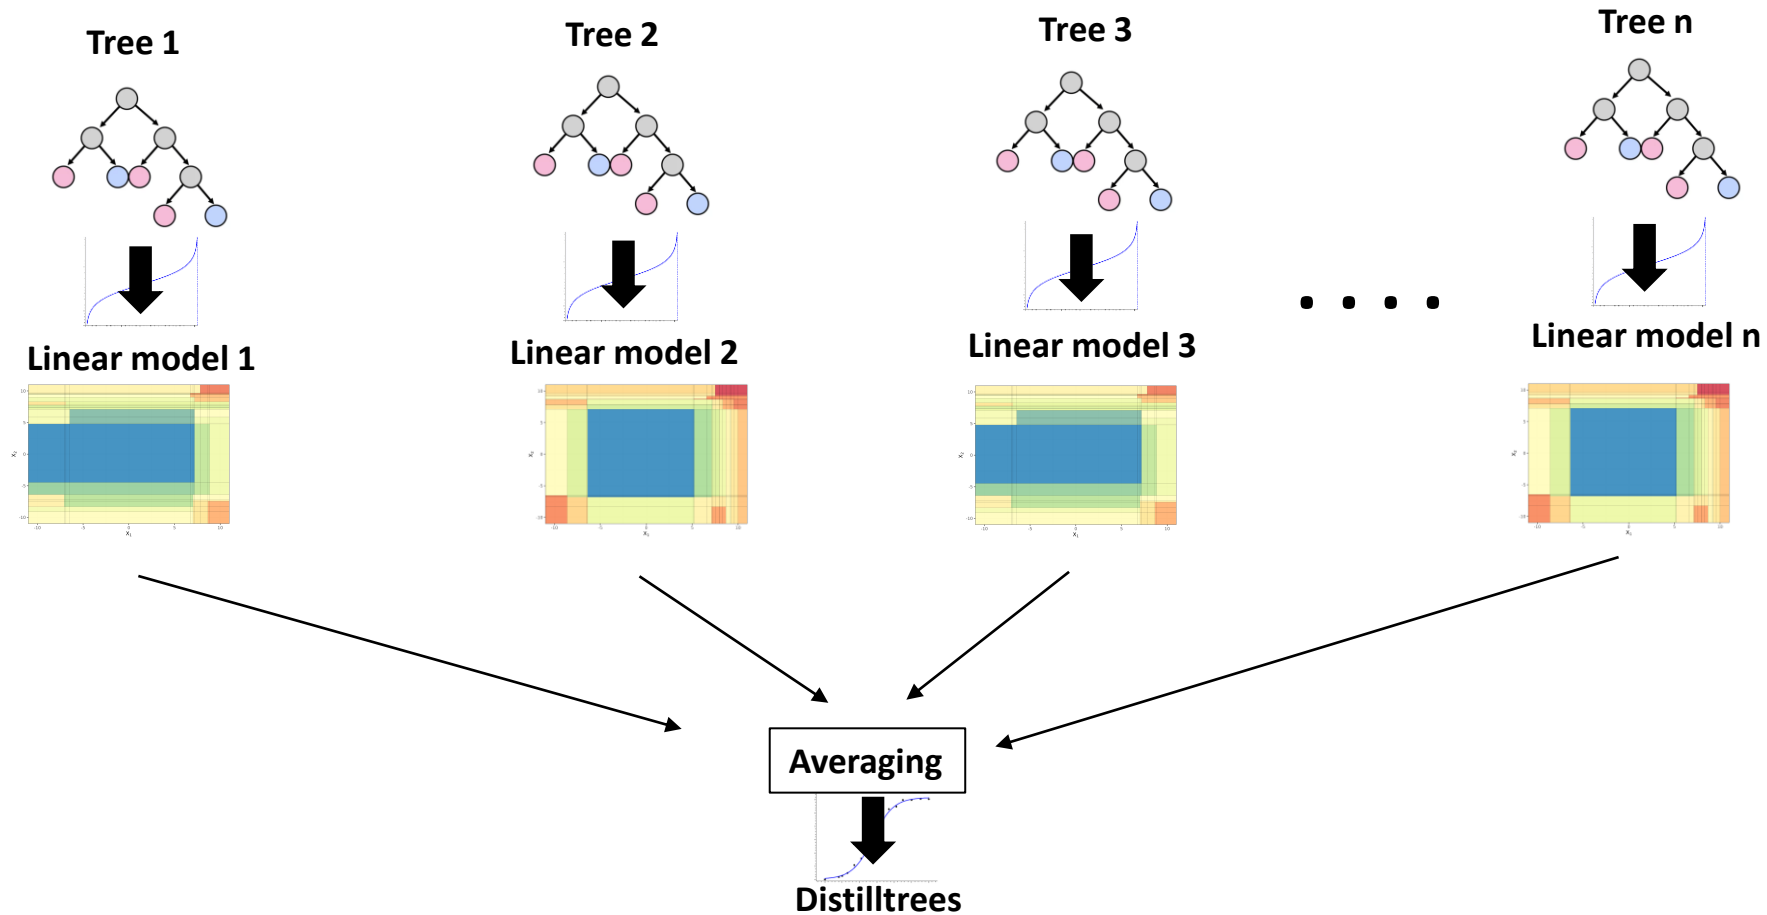 Tree 1
Tree 2
Tree 3
Tree n
Linear model 1
Linear model 2
Linear model 3
Linear model n
Averaging
Distilltrees